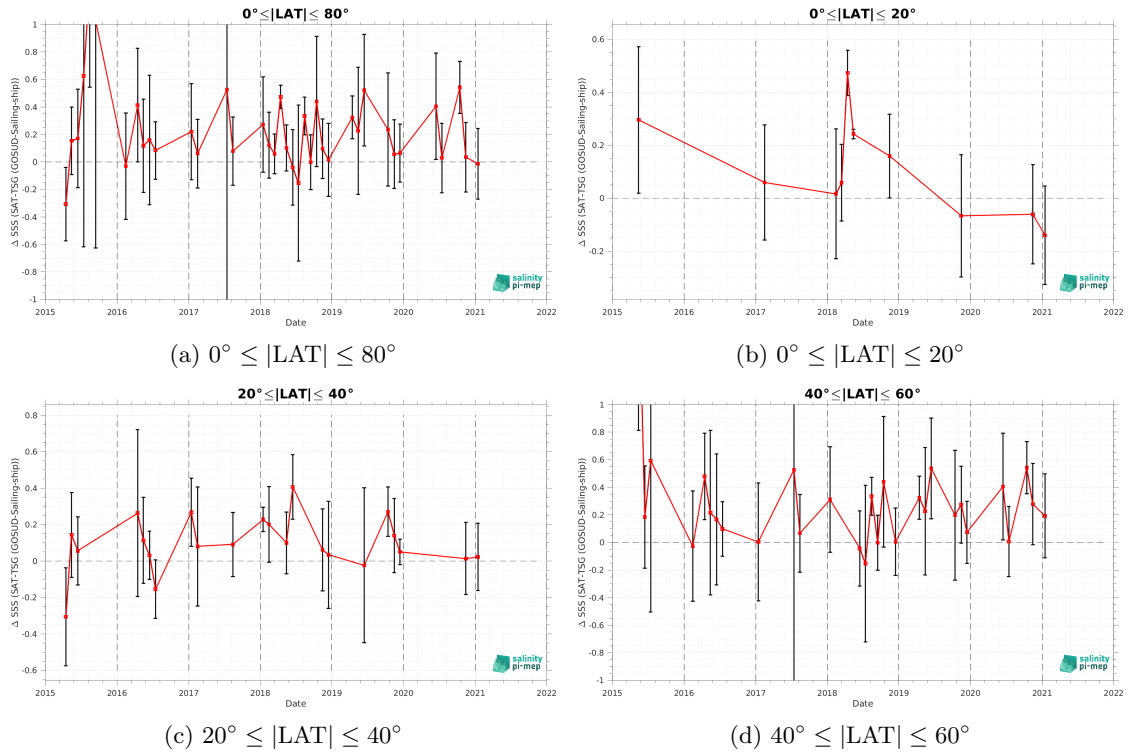 0°≤|LAT|≤ 80°
Δ SSS (SAT-TSG (GOSUD-Sailing-ship))
1
0.8
0.6
0.4
0.2
0
-0.2
-0.4
-0.6
-0.8
-1
2015 2016 2017 2018 2019 2020 2021 2022
Date
salinity
pi-mep
(a) 0° ≤ |LAT| ≤ 80°
0°≤|LAT|≤ 20°
Δ SSS (SAT-TSG (GOSUD-Sailing-ship))
0.6
0.4
0.2
0
-0.2
2015 2016 2017 2018 2019 2020 2021 2022
Date
salinity
pi-mep
(b) 0° ≤ |LAT| ≤ 20°
20°≤|LAT|≤ 40°
Δ SSS (SAT-TSG (GOSUD-Sailing-ship))
0.8
0.6
0.4
0.2
0
-0.2
-0.4
-0.6
2015 2016 2017 2018 2019 2020 2021 2022
Date
salinity
pi-mep
(c) 20° ≤ |LAT| ≤ 40°
40°≤|LAT|≤ 60°
Δ SSS (SAT-TSG (GOSUD-Sailing-ship))
1
0.8
0.6
0.4
0.2
0
-0.2
-0.4
-0.6
-0.8
-1
2015 2016 2017 2018 2019 2020 2021 2022
Date
salinity
pi-mep
(d) 40° ≤ |LAT| ≤ 60°